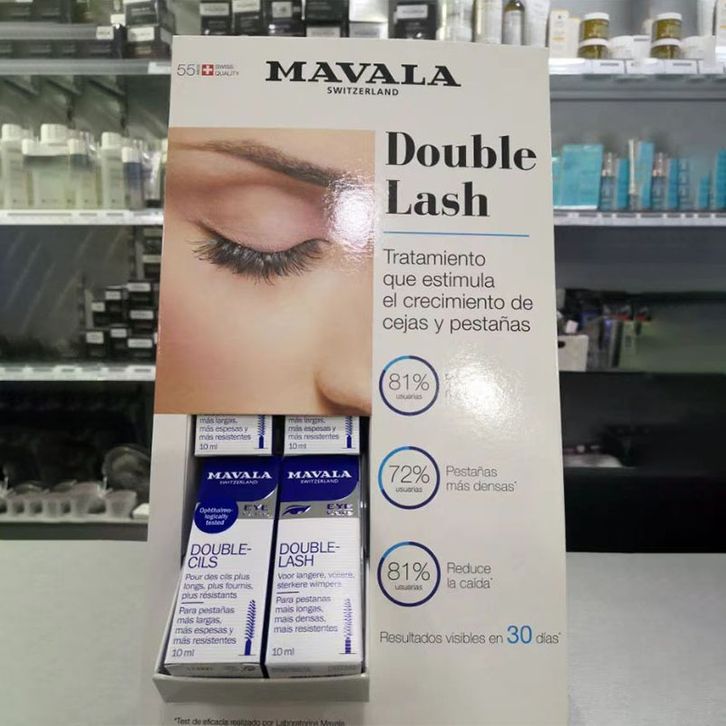 55
SWISS
QUALITY
MAVALA
SWITZERLAND
Double
Lash
Tratamiento
que estimula
el crecimiento de
cejas y pestañas
81%
usuarias
72%
usuarias
Pestañas
más densas*
81%
usuarias
Reduce
la caída*
Resultados visibles en 30 días*
más largas,
más espesas y
más resistentes
10 ml
más largas,
más espesas y
más resistentes
10 ml
MAVALA
SWITZERLAND
Ophthalmo-
logically
tested
EYE
DOUBLE-
CILS
Pour des cils plus
longs, plus fournis,
plus résistants
Para pestañas
más largas,
más espesas y
más resistentes
10 ml
MAVALA
SWITZERLAND
EYE
DOUBLE-
LASH
Voor langere, vollere,
sterkere wimpers
Para pestanas
mais longas,
mais densas,
mais resistentes
10 ml
*Test de eficacia realizado por Laboratorios Mavala